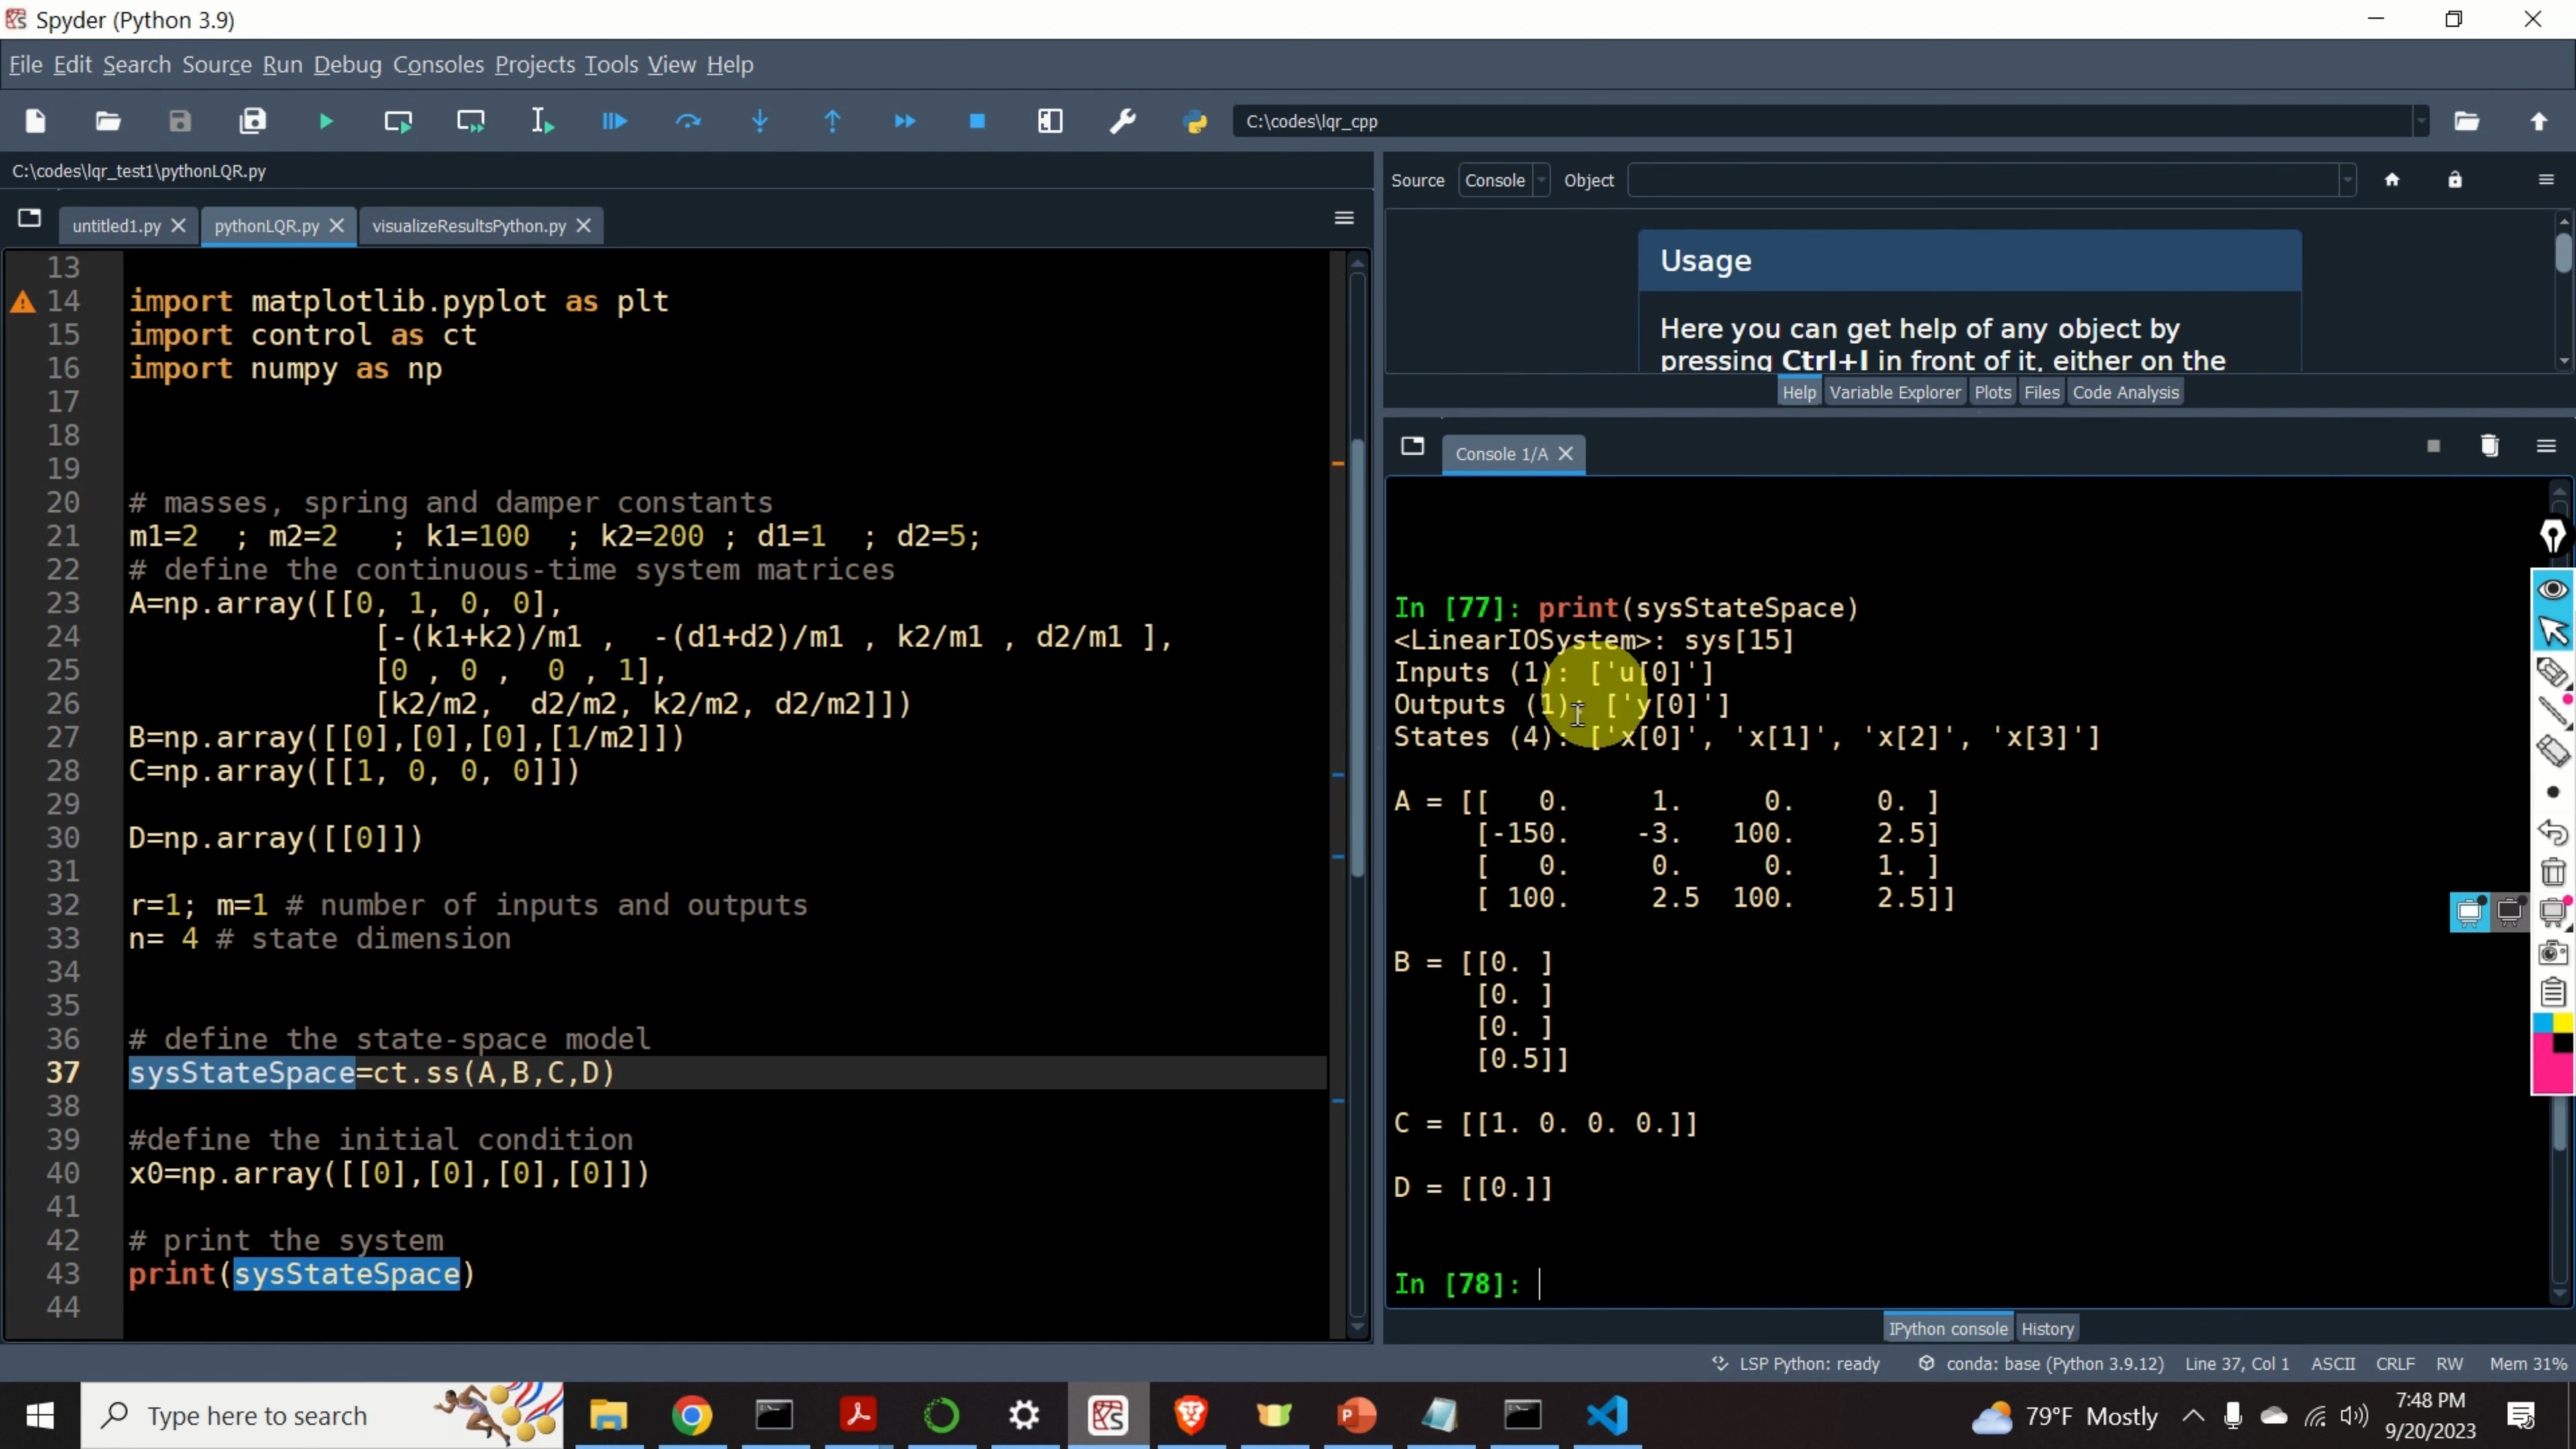 Spyder (Python 3.9)
File Edit Search Source Run Debug Consoles Projects Tools View Help
C:\codes\lqr_cpp
C:\codes\lqr_test1\pythonLQR.py
untitled1.py
pythonLQR.py
visualizeResultsPython.py
13
14 import matplotlib.pyplot as plt
15 import control as ct
16 import numpy as np
17
18
19
20 # masses, spring and damper constants
21 m1=2 ; m2=2 ; k1=100 ; k2=200 ; d1=1 ; d2=5;
22 # define the continuous-time system matrices
23 A=np.array([[0, 1, 0, 0],
24 [-(k1+k2)/m1 , -(d1+d2)/m1 , k2/m1 , d2/m1 ],
25 [0 , 0 , 0 , 1],
26 [k2/m2, d2/m2, k2/m2, d2/m2]])
27 B=np.array([[0],[0],[0],[1/m2]])
28 C=np.array([[1, 0, 0, 0]])
29
30 D=np.array([[0]])
31
32 r=1; m=1 # number of inputs and outputs
33 n= 4 # state dimension
34
35
36 # define the state-space model
37 sysStateSpace=ct.ss(A,B,C,D)
38
39 #define the initial condition
40 x0=np.array([[0],[0],[0],[0]])
41
42 # print the system
43 print(sysStateSpace)
44
Source Console Object
Usage
Here you can get help of any object by
pressing Ctrl+I in front of it, either on the
Help Variable Explorer Plots Files Code Analysis
Console 1/A
In [77]: print(sysStateSpace)
<LinearIOSystem>: sys[15]
Inputs (1): ['u[0]']
Outputs (1): ['y[0]']
States (4): ['x[0]', 'x[1]', 'x[2]', 'x[3]']
A = [[ 0. 1. 0. 0. ]
[-150. -3. 100. 2.5]
[ 0. 0. 0. 1. ]
[ 100. 2.5 100. 2.5]]
B = [[0. ]
[0. ]
[0. ]
[0.5]]
C = [[1. 0. 0. 0.]]
D = [[0.]]
In [78]:
IPython console History
LSP Python: ready conda: base (Python 3.9.12) Line 37, Col 1 ASCII CRLF RW Mem 31%
Type here to search
79°F Mostly
7:48 PM
9/20/2023